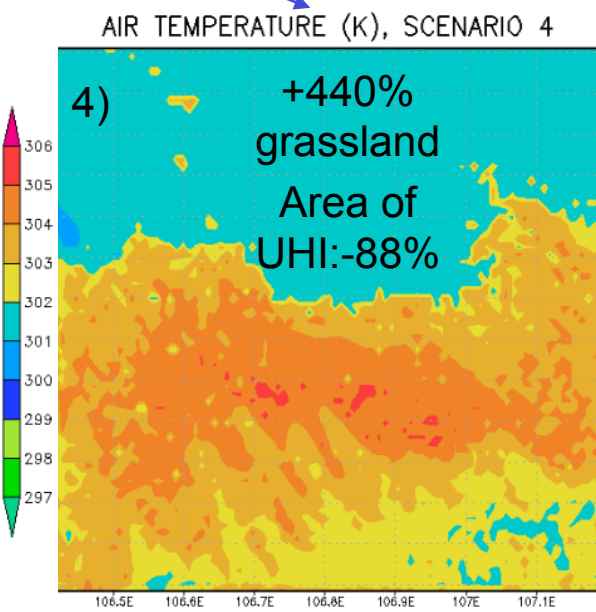 AIR TEMPERATURE (K), SCENARIO 4
4)
+440%
grassland
Area of
UHI:-88%
306
305
304
303
302
301
300
299
298
297
106.5E 106.6E 106.7E 106.8E 106.9E 107E 107.1E